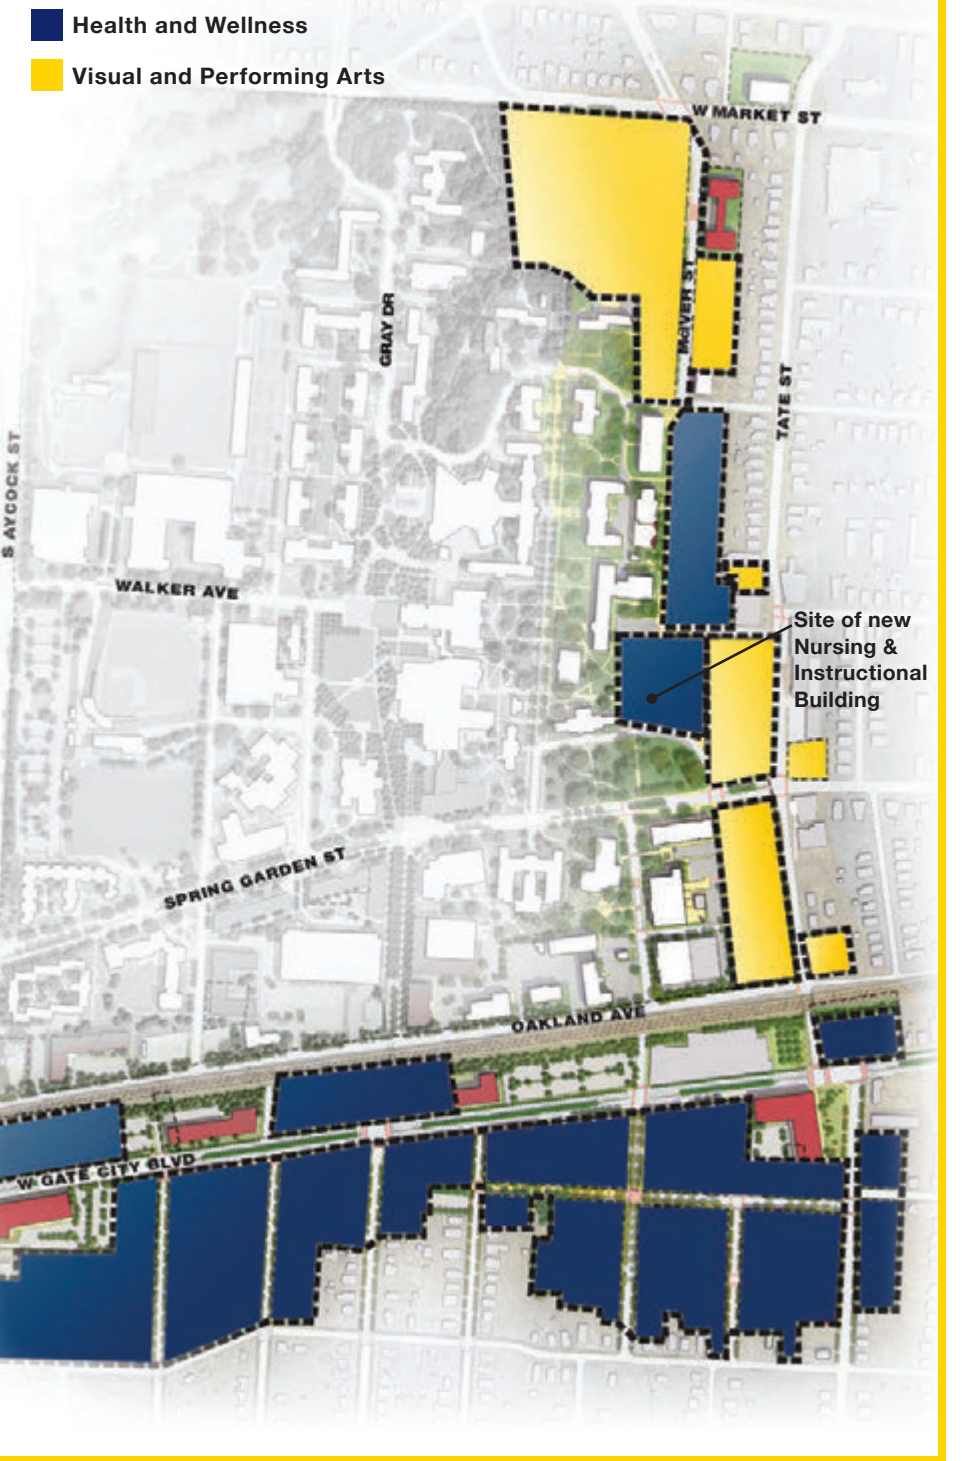 Health and Wellness
Visual and Performing Arts
W MARKET ST
McIVER ST
GRAY DR
TATE ST
S AYCOCK ST
WALKER AVE
Site of new
Nursing &
Instructional
Building
SPRING GARDEN ST
OAKLAND AVE
W GATE CITY BLVD